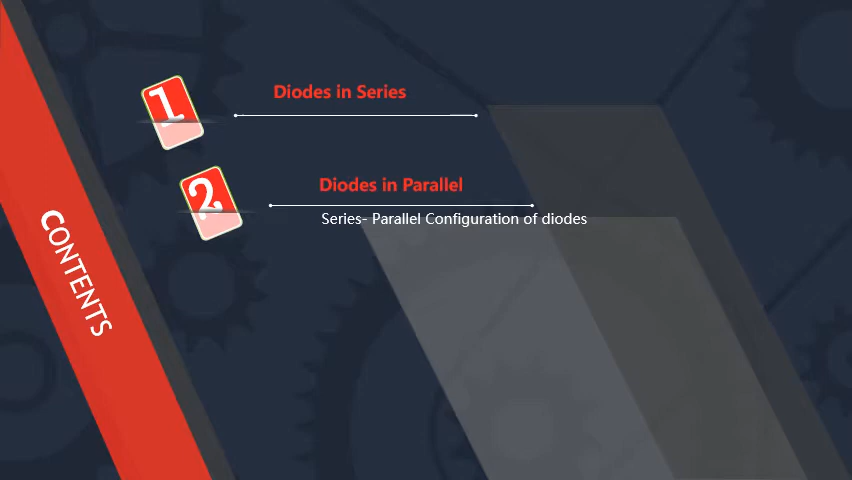 1
Diodes in Series
2
Diodes in Parallel
Series- Parallel Configuration of diodes
CONTENTS